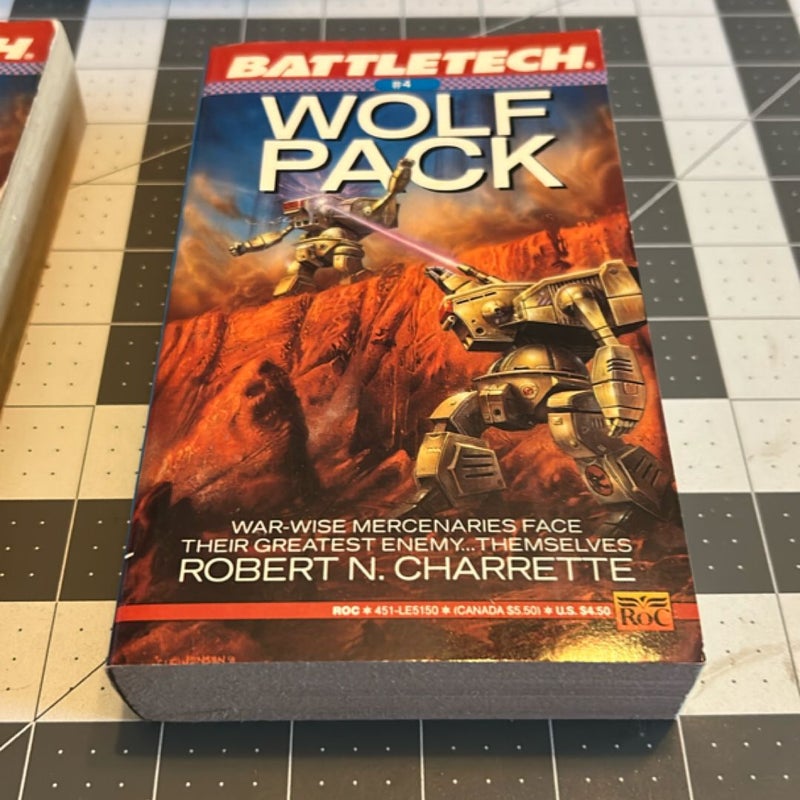 H®
BATTLETECH®
#4
WOLF
PACK
WAR-WISE MERCENARIES FACE
THEIR GREATEST ENEMY...THEMSELVES
ROBERT N. CHARRETTE
ROC ✱ 451-LE5150 ✱ (CANADA $5.50) ✱ U.S. $4.50
ROC
JENSEN